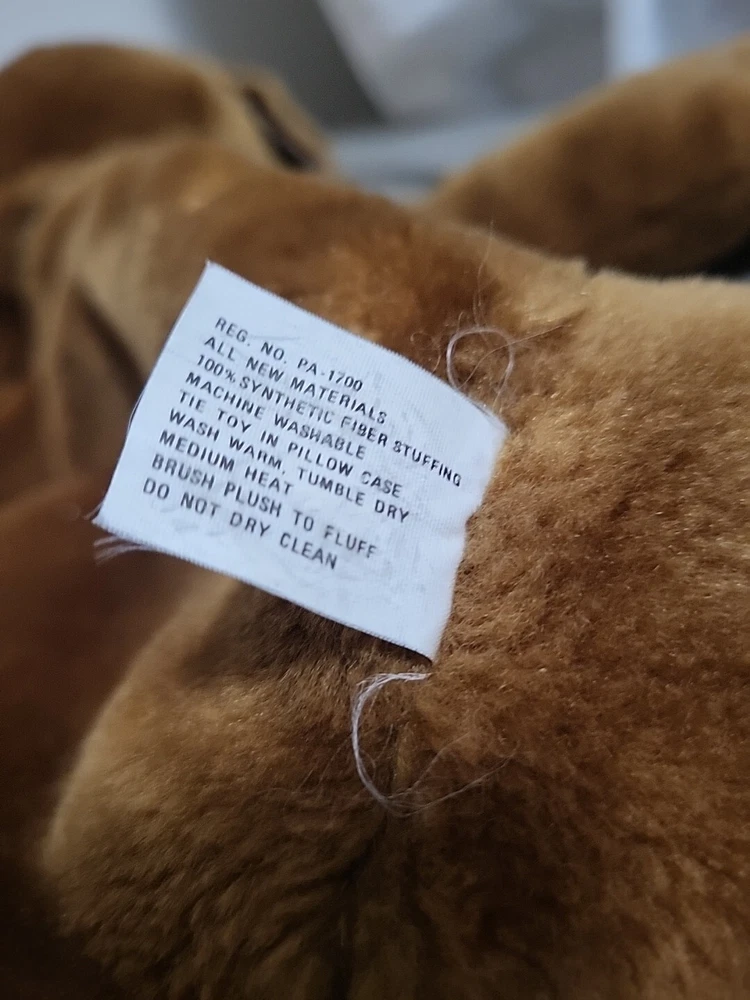 REG. NO. PA-1700
ALL NEW MATERIALS
100% SYNTHETIC FIBER STUFFING
MACHINE WASHABLE
TIE TOY IN PILLOW CASE
WASH WARM, TUMBLE DRY
MEDIUM HEAT
BRUSH PLUSH TO FLUFF
DO NOT DRY CLEAN